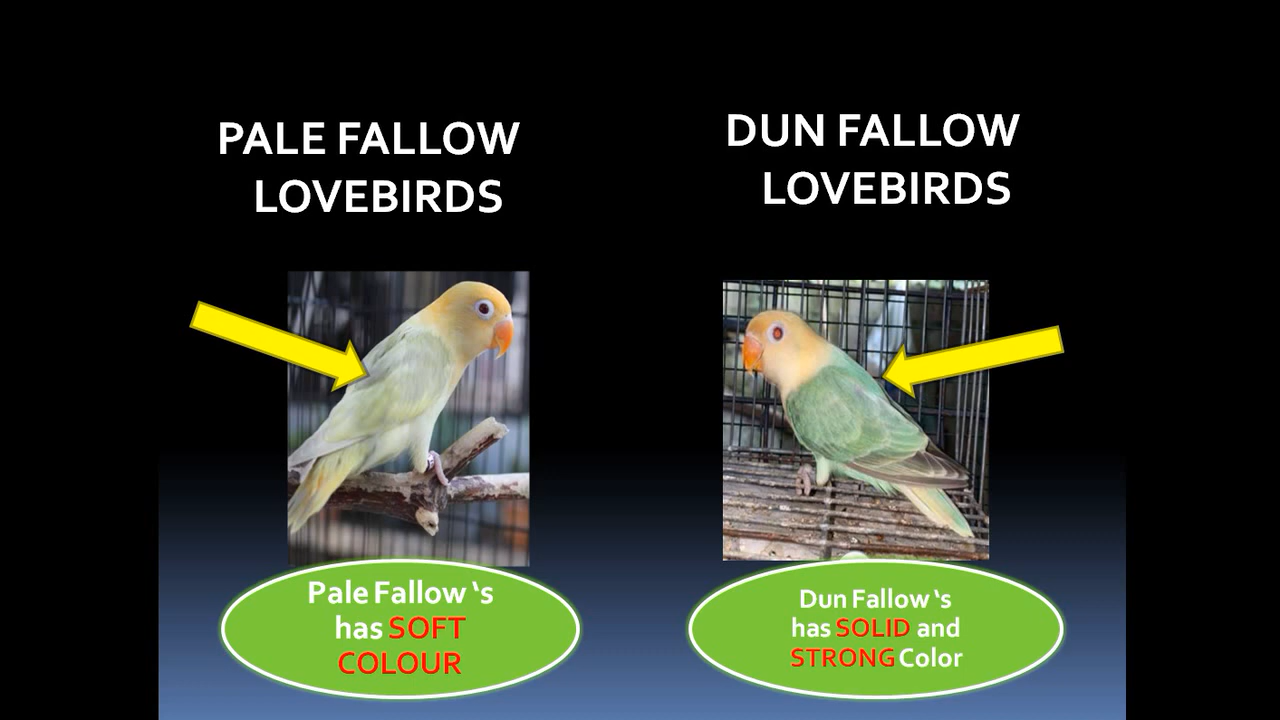 PALE FALLOW
LOVEBIRDS
DUN FALLOW
LOVEBIRDS
Pale Fallow ‘s
has SOFT
COLOUR
Dun Fallow ‘s
has SOLID and
STRONG Color